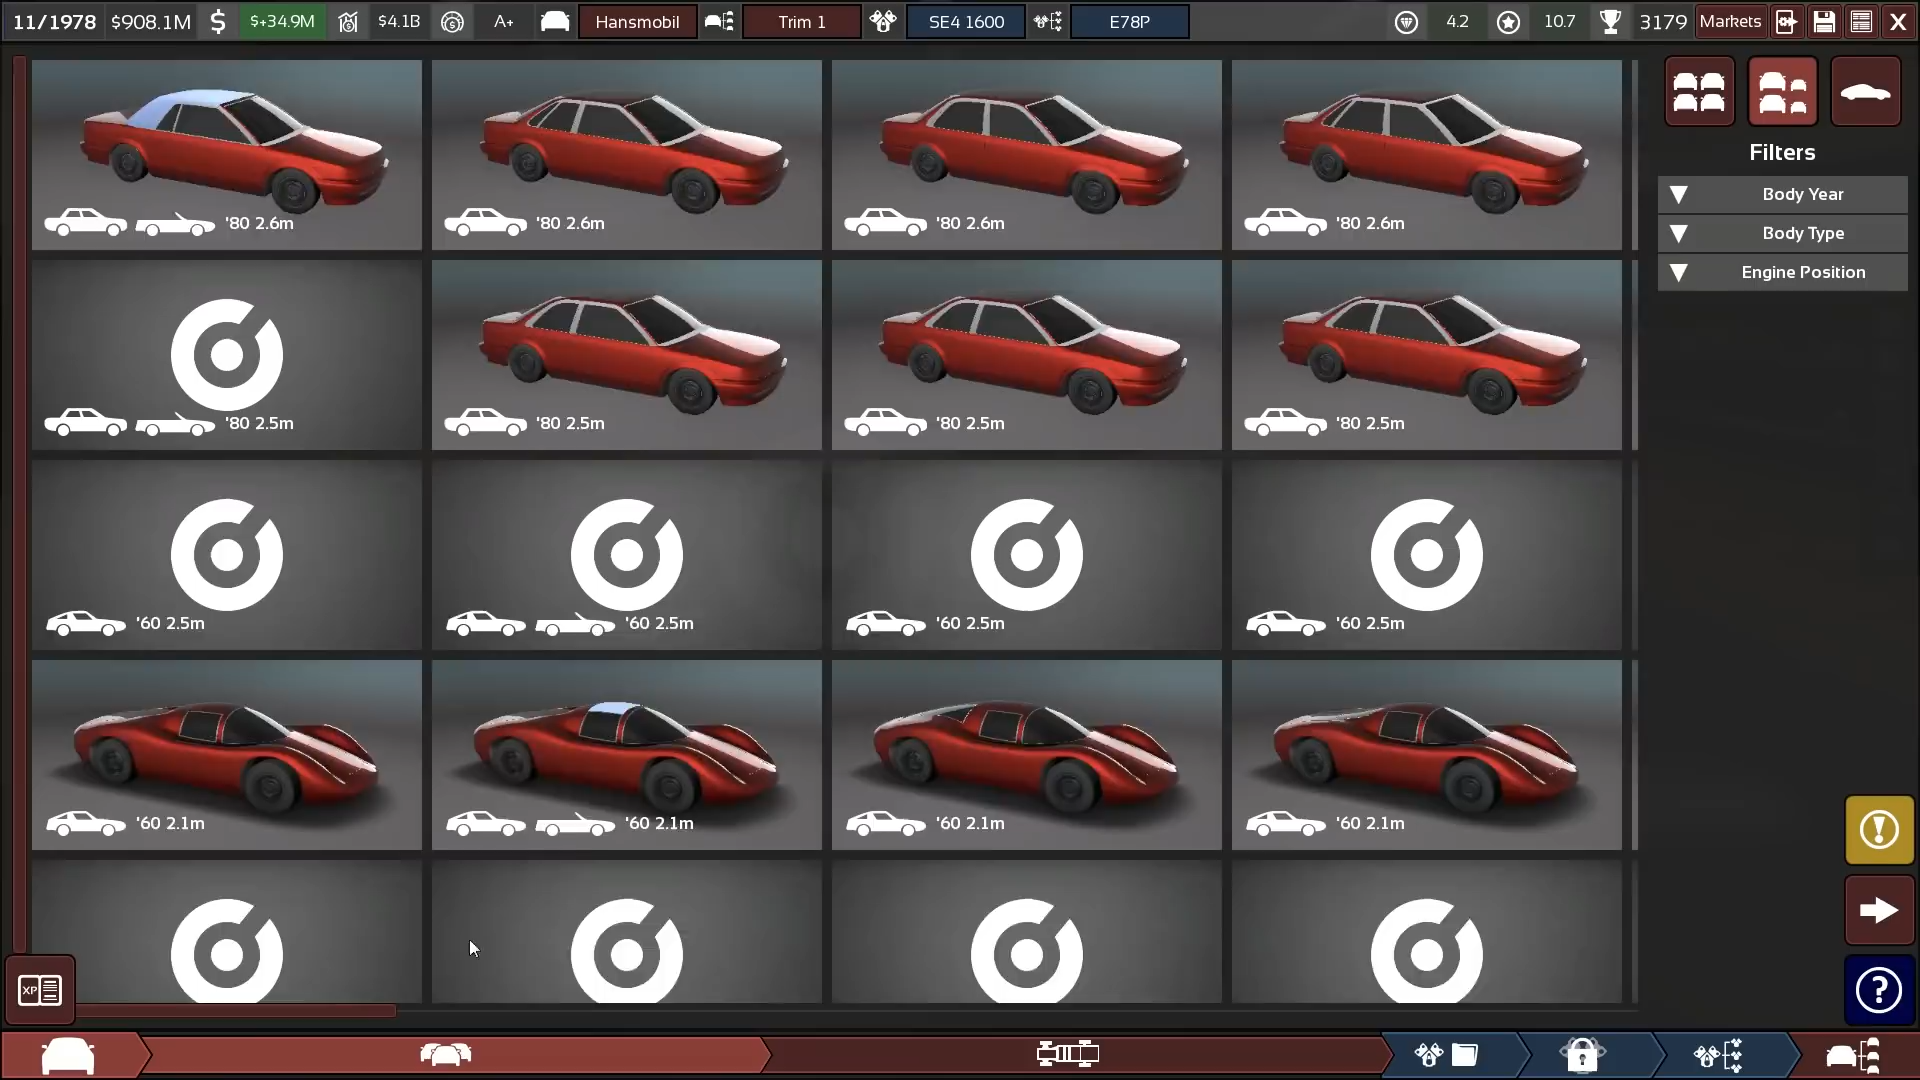 11/1978 $908.1M $ $+34.9M $4.1B A+ Hansmobil Trim 1 SE4 1600 E78P 4.2 10.7 3179 Markets X
Filters
Body Year
Body Type
Engine Position
'80 2.6m '80 2.6m '80 2.6m '80 2.6m
'80 2.5m '80 2.5m '80 2.5m '80 2.5m
'60 2.5m '60 2.5m '60 2.5m '60 2.5m
'60 2.1m '60 2.1m '60 2.1m '60 2.1m
XP
?